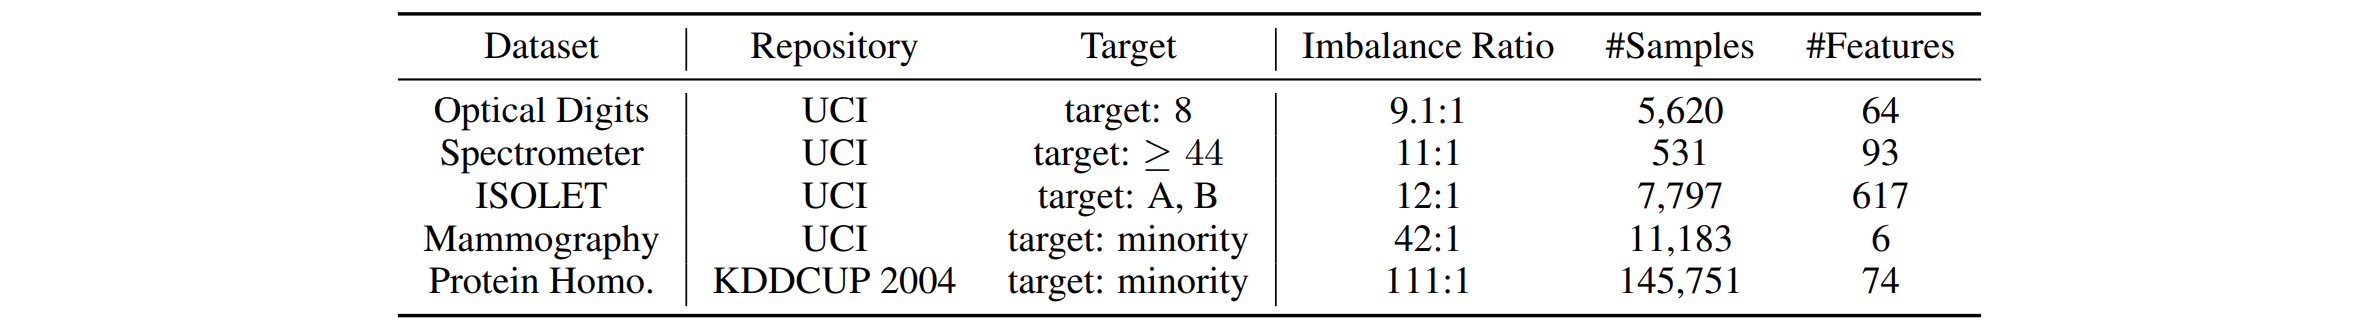 Dataset Repository Target Imbalance Ratio #Samples #Features
Optical Digits UCI target: 8 9.1:1 5,620 64
Spectrometer UCI target: ≥ 44 11:1 531 93
ISOLET UCI target: A, B 12:1 7,797 617
Mammography UCI target: minority 42:1 11,183 6
Protein Homo. KDDCUP 2004 target: minority 111:1 145,751 74